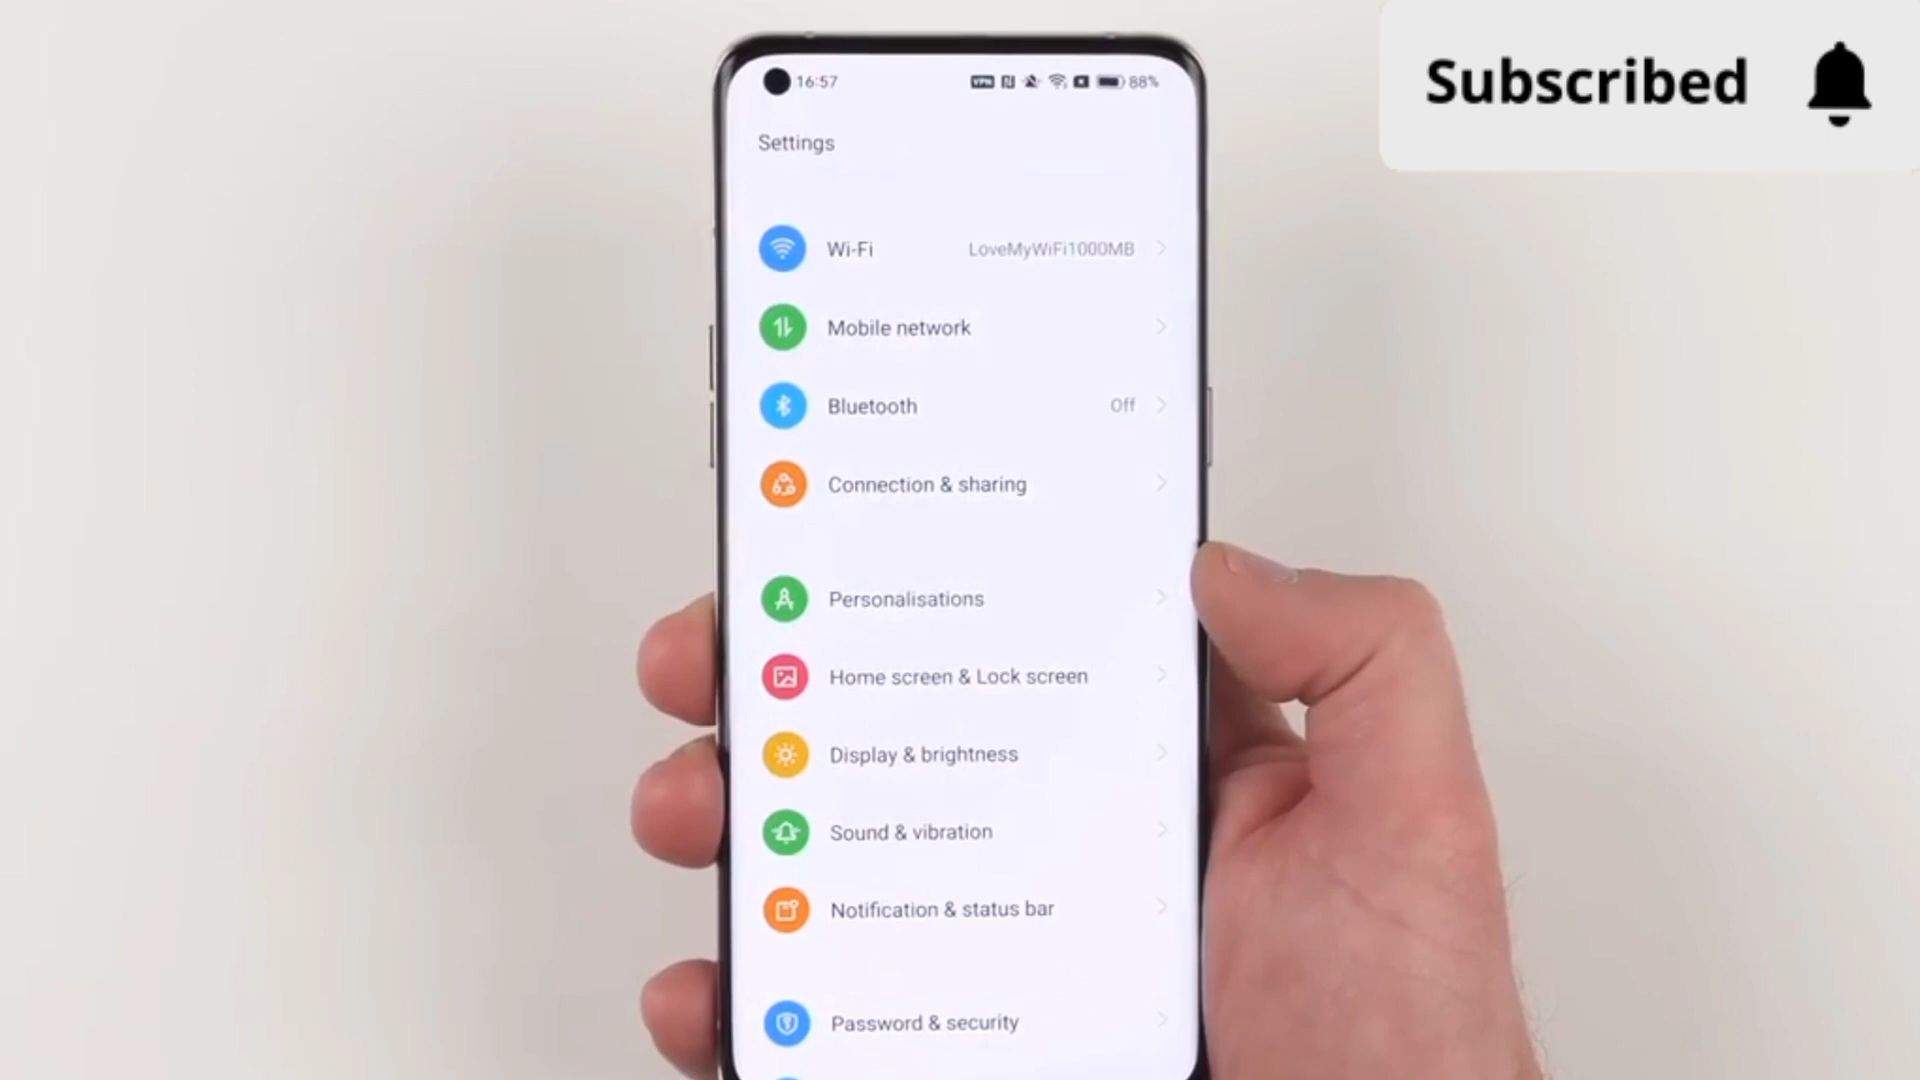 Subscribed
16:57 VPN 88%
Settings
Wi-Fi LoveMyWiFi1000MB
Mobile network
Bluetooth Off
Connection & sharing
Personalisations
Home screen & Lock screen
Display & brightness
Sound & vibration
Notification & status bar
Password & security